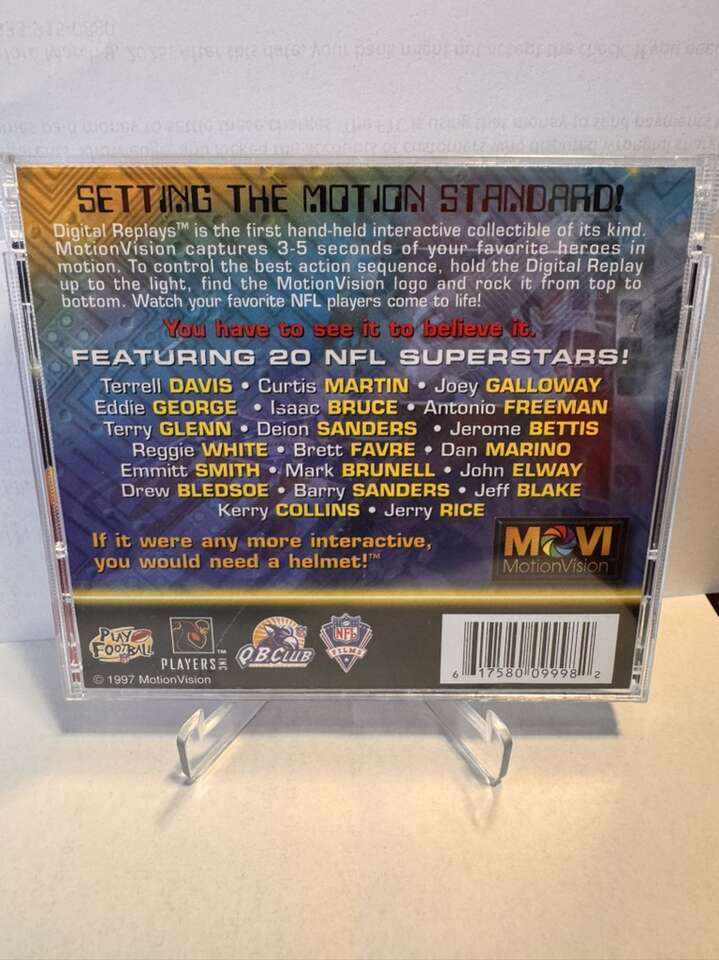 SETTING THE MOTION STANDARD!
Digital Replays™ is the first hand-held interactive collectible of its kind.
MotionVision captures 3-5 seconds of your favorite heroes in
motion. To control the best action sequence, hold the Digital Replay
up to the light, find the MotionVision logo and rock it from top to
bottom. Watch your favorite NFL players come to life!
You have to see it to believe it.
FEATURING 20 NFL SUPERSTARS!
Terrell DAVIS • Curtis MARTIN • Joey GALLOWAY
Eddie GEORGE • Isaac BRUCE • Antonio FREEMAN
Terry GLENN • Deion SANDERS • Jerome BETTIS
Reggie WHITE • Brett FAVRE • Dan MARINO
Emmitt SMITH • Mark BRUNELL • John ELWAY
Drew BLEDSOE • Barry SANDERS • Jeff BLAKE
Kerry COLLINS • Jerry RICE
If it were any more interactive,
you would need a helmet!™
MOVI
MotionVision
PLAY
FOOTBALL
PLAYERS INC ™
QB CLUB
NFL
FILMS
© 1997 MotionVision
6 17580 09998 2